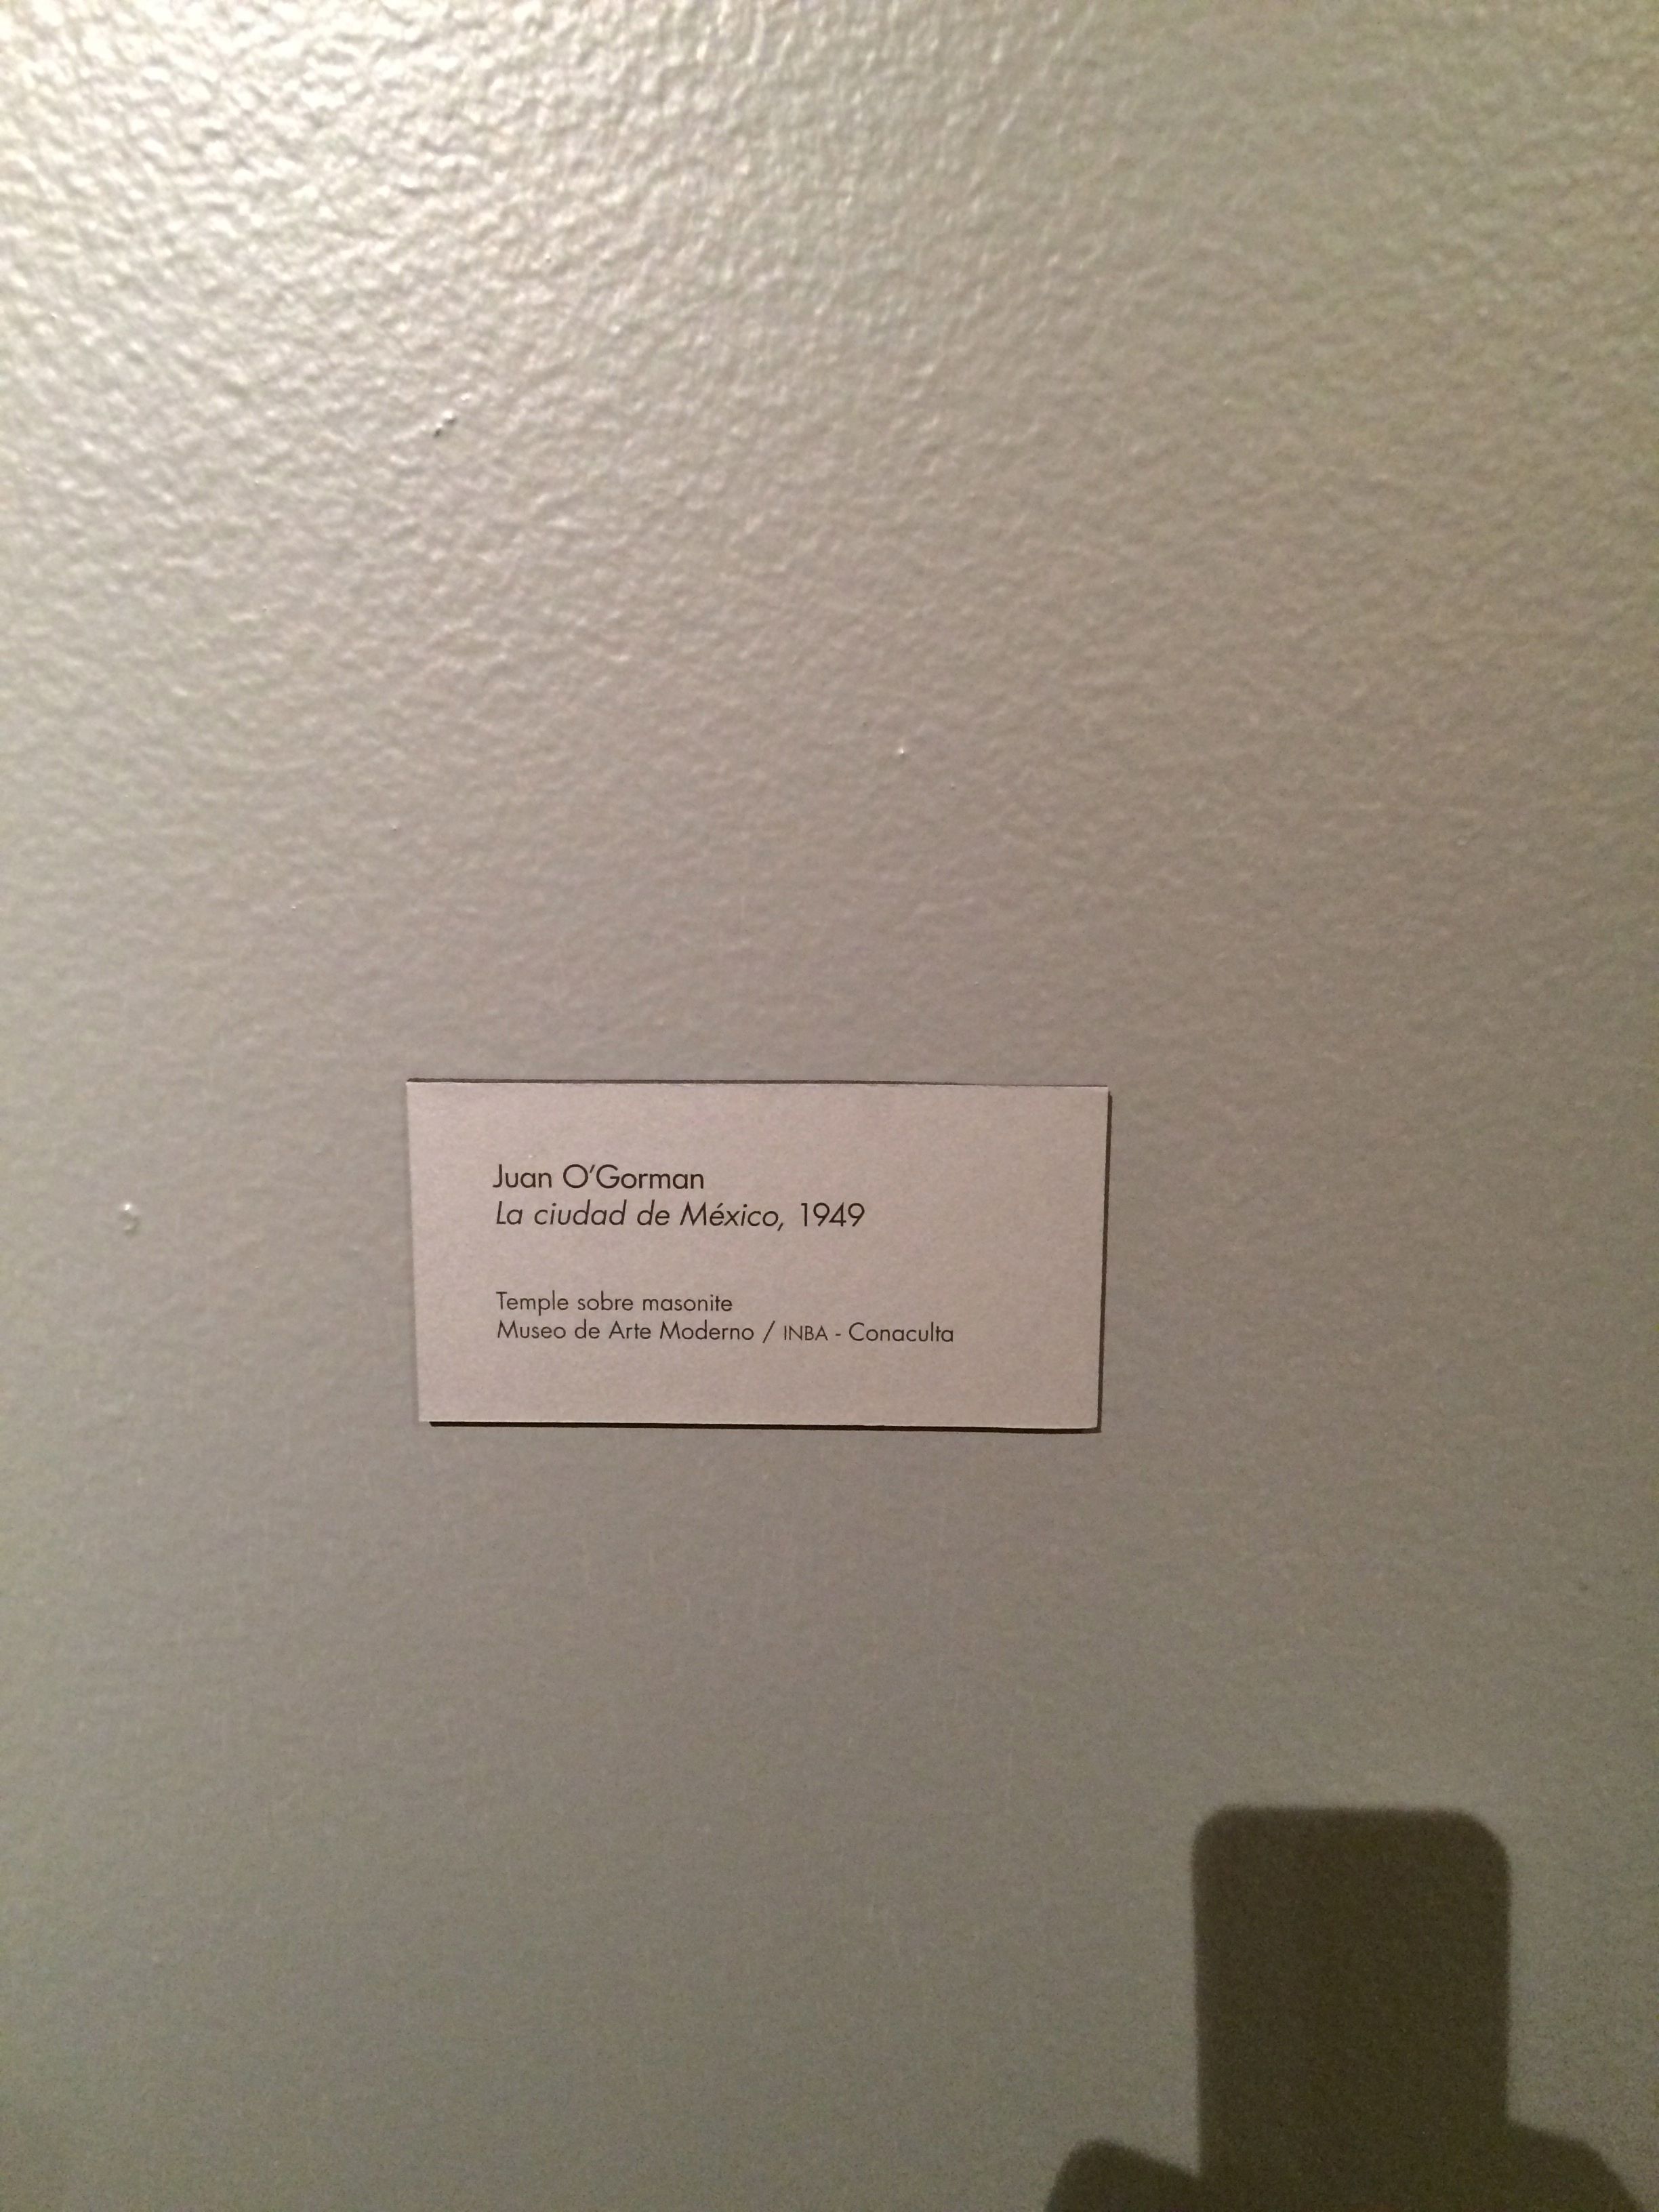 Juan O'Gorman
La ciudad de México, 1949
Temple sobre masonite
Museo de Arte Moderno / INBA - Conaculta